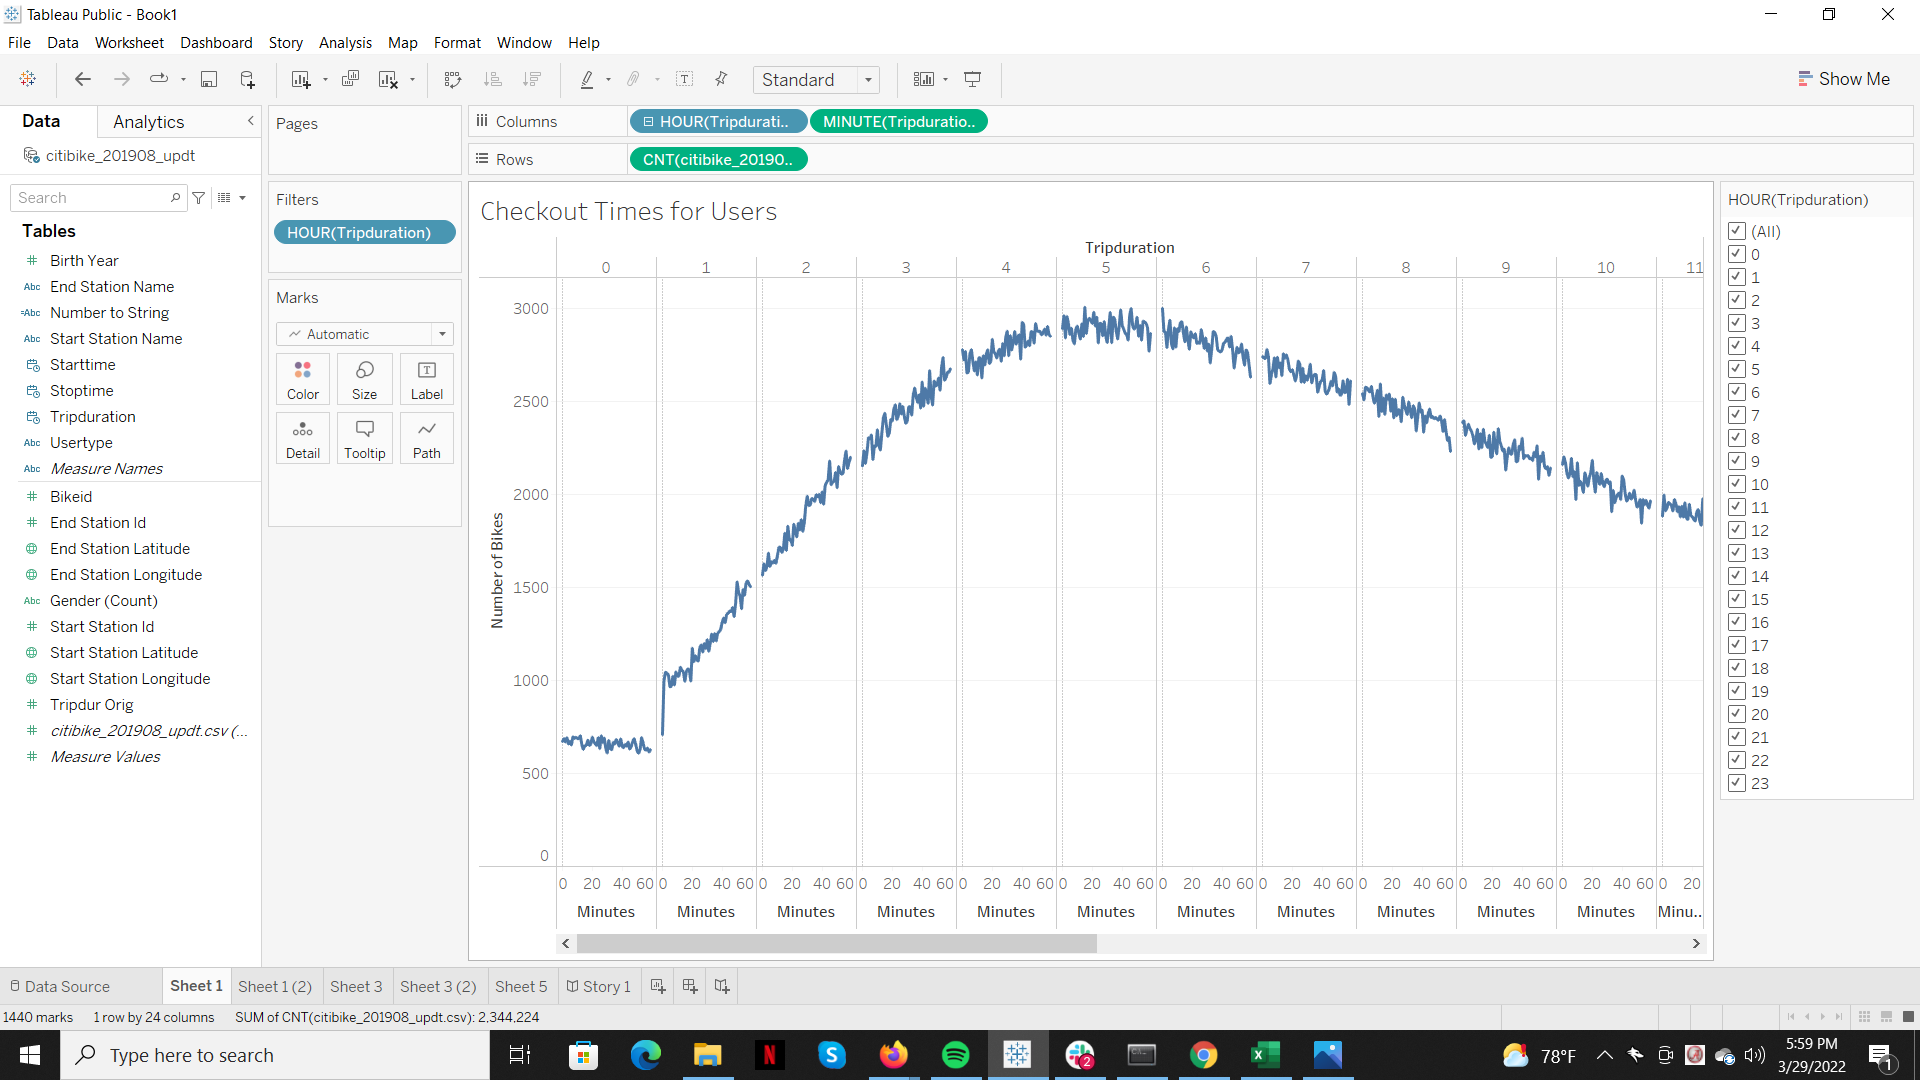 Tableau Public - Book1
File Data Worksheet Dashboard Story Analysis Map Format Window Help
Standard
Show Me
Data Analytics
citibike_201908_updt
Search
Tables
Birth Year
Abc End Station Name
=Abc Number to String
Abc Start Station Name
Starttime
Stoptime
Tripduration
Abc Usertype
Abc Measure Names
Bikeid
End Station Id
End Station Latitude
End Station Longitude
Abc Gender (Count)
Start Station Id
Start Station Latitude
Start Station Longitude
Tripdur Orig
citibike_201908_updt.csv (...
Measure Values
Pages
Filters
HOUR(Tripduration)
Marks
Automatic
Color Size Label
Detail Tooltip Path
Columns HOUR(Tripdurati.. MINUTE(Tripduratio..
Rows CNT(citibike_20190..
Checkout Times for Users
Tripduration
0 1 2 3 4 5 6 7 8 9 10 11
Number of Bikes
3000
2500
2000
1500
1000
500
0
0 20 40 60 0 20 40 60 0 20 40 60 0 20 40 60 0 20 40 60 0 20 40 60 0 20 40 60 0 20 40 60 0 20 40 60 0 20 40 60 0 20 40 60 0 20
Minutes Minutes Minutes Minutes Minutes Minutes Minutes Minutes Minutes Minutes Minutes Minu..
HOUR(Tripduration)
(All)
0
1
2
3
4
5
6
7
8
9
10
11
12
13
14
15
16
17
18
19
20
21
22
23
Data Source Sheet 1 Sheet 1 (2) Sheet 3 Sheet 3 (2) Sheet 5 Story 1
1440 marks 1 row by 24 columns SUM of CNT(citibike_201908_updt.csv): 2,344,224
Type here to search
N
S
2
X
78°F
5:59 PM
3/29/2022
1